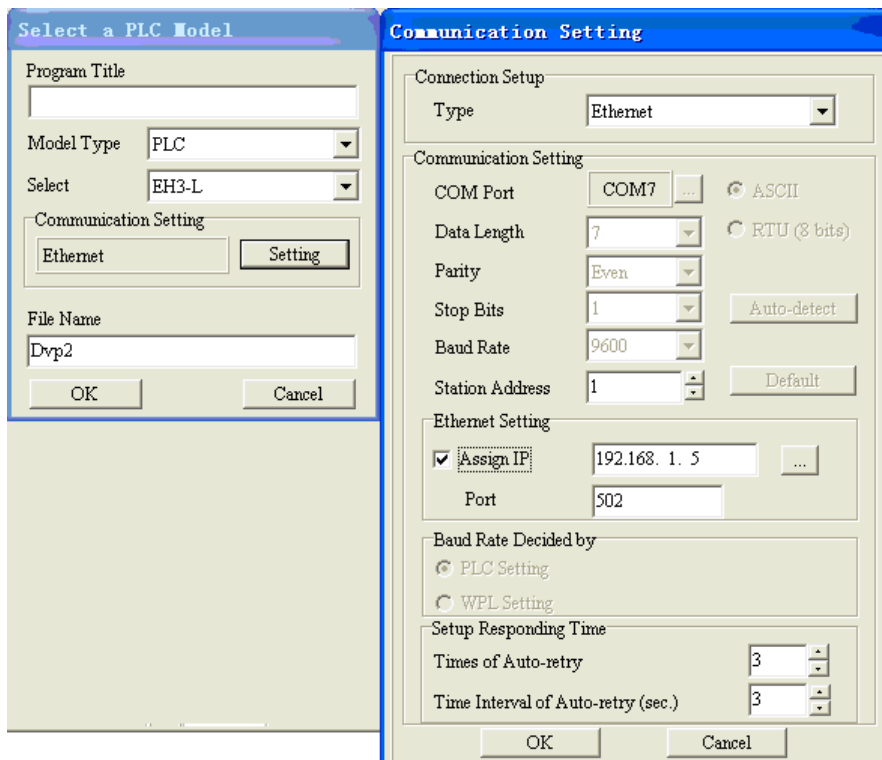 Select a PLC Model
Program Title
Model Type PLC
Select EH3-L
Communication Setting
Ethernet Setting
File Name
Dvp2
OK Cancel
Communication Setting
Connection Setup
Type Ethernet
Communication Setting
COM Port COM7 ... ASCII
Data Length 7 RTU (8 bits)
Parity Even
Stop Bits 1 Auto-detect
Baud Rate 9600
Station Address 1 Default
Ethernet Setting
Assign IP 192.168. 1. 5 ...
Port 502
Baud Rate Decided by
PLC Setting
WPL Setting
Setup Responding Time
Times of Auto-retry 3
Time Interval of Auto-retry (sec.) 3
OK Cancel